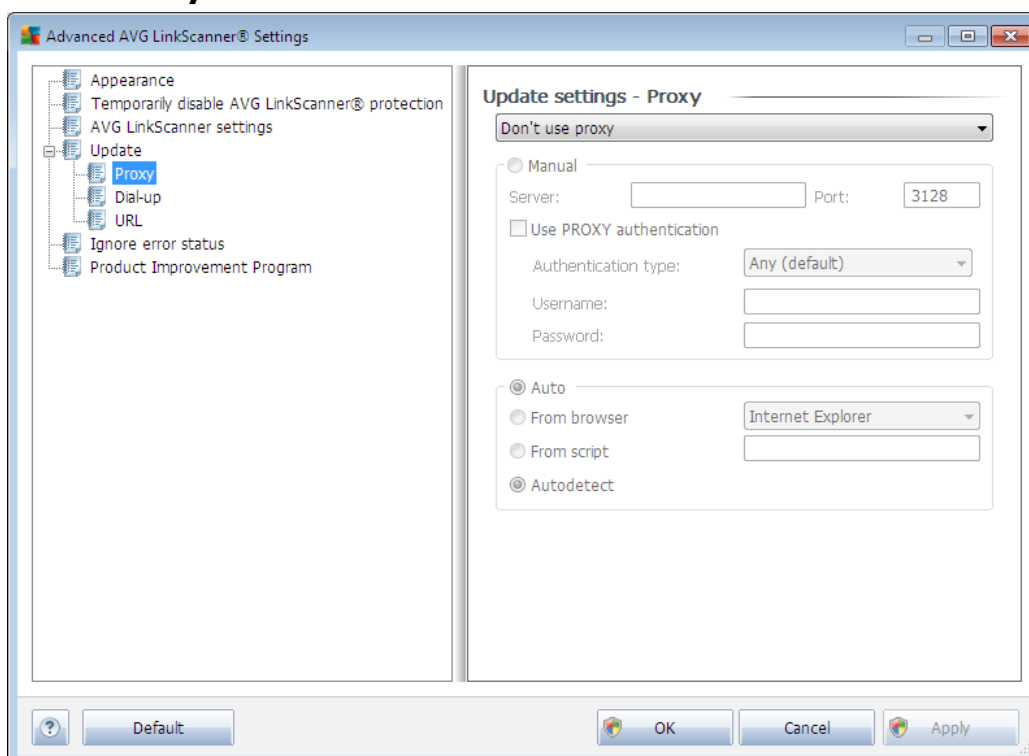 Advanced AVG LinkScanner® Settings
Appearance
Temporarily disable AVG LinkScanner® protection
AVG LinkScanner settings
Update
Proxy
Dial-up
URL
Ignore error status
Product Improvement Program
Update settings - Proxy
Don't use proxy
Manual
Server:
Port: 3128
Use PROXY authentication
Authentication type: Any (default)
Username:
Password:
Auto
From browser Internet Explorer
From script
Autodetect
? Default OK Cancel Apply